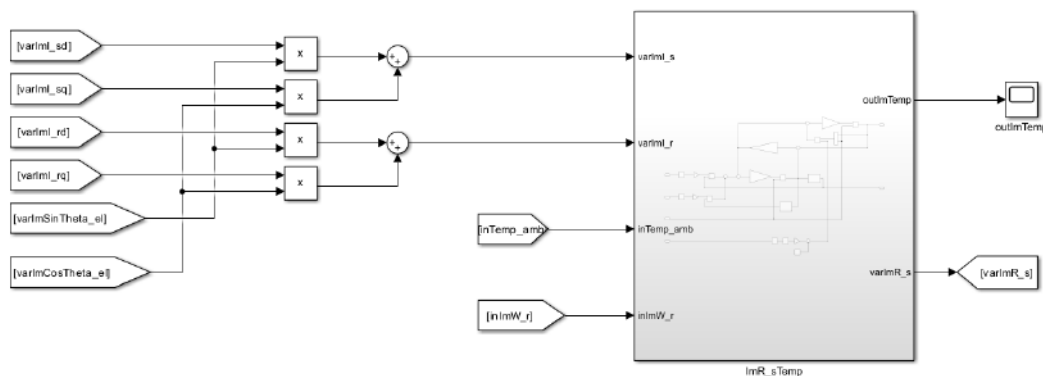 [varImI_sd]
x
[varImI_sq]
x
[varImI_rd]
x
[varImI_rq]
x
[varImSinTheta_el]
[varImCosTheta_el]
+
+
+
+
[inTemp_amb]
[inImW_r]
varImI_s
varImI_r
inTemp_amb
inImW_r
outImTemp
varImR_s
ImR_sTemp
outImTemp
[varImR_s]